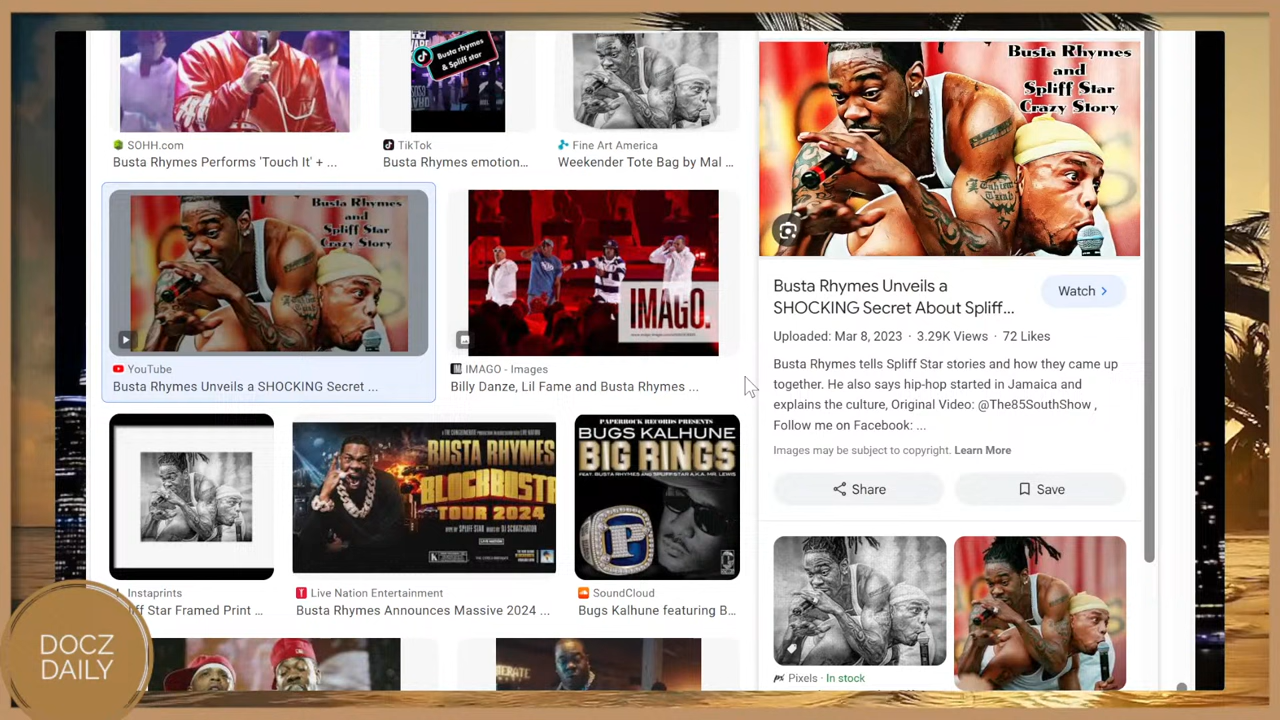 Busta rhymes
& Spliff star
SOHH.com
Busta Rhymes Performs 'Touch It' + ...
TikTok
Busta Rhymes emotion...
Fine Art America
Weekender Tote Bag by Mal ...
Busta Rhymes
and
Spliff Star
Crazy Story
YouTube
Busta Rhymes Unveils a SHOCKING Secret ...
IMAGO.
IMAGO - Images
Billy Danze, Lil Fame and Busta Rhymes ...
Instaprints
iff Star Framed Print ...
BUSTA RHYMES
BLOCKBUST
TOUR 2024
LIVE NATION
Live Nation Entertainment
Busta Rhymes Announces Massive 2024 ...
PAPERROCK RECORDS PRESENTS
BUGS KALHUNE
BIG RINGS
P
SoundCloud
Bugs Kalhune featuring B...
Busta Rhymes
and
Spliff Star
Crazy Story
Busta Rhymes Unveils a
SHOCKING Secret About Spliff...
Watch
Uploaded: Mar 8, 2023 · 3.29K Views · 72 Likes
Busta Rhymes tells Spliff Star stories and how they came up
together. He also says hip-hop started in Jamaica and
explains the culture, Original Video: @The85SouthShow ,
Follow me on Facebook: ...
Images may be subject to copyright. Learn More
Share
Save
Pixels · In stock
DOCZ
DAILY